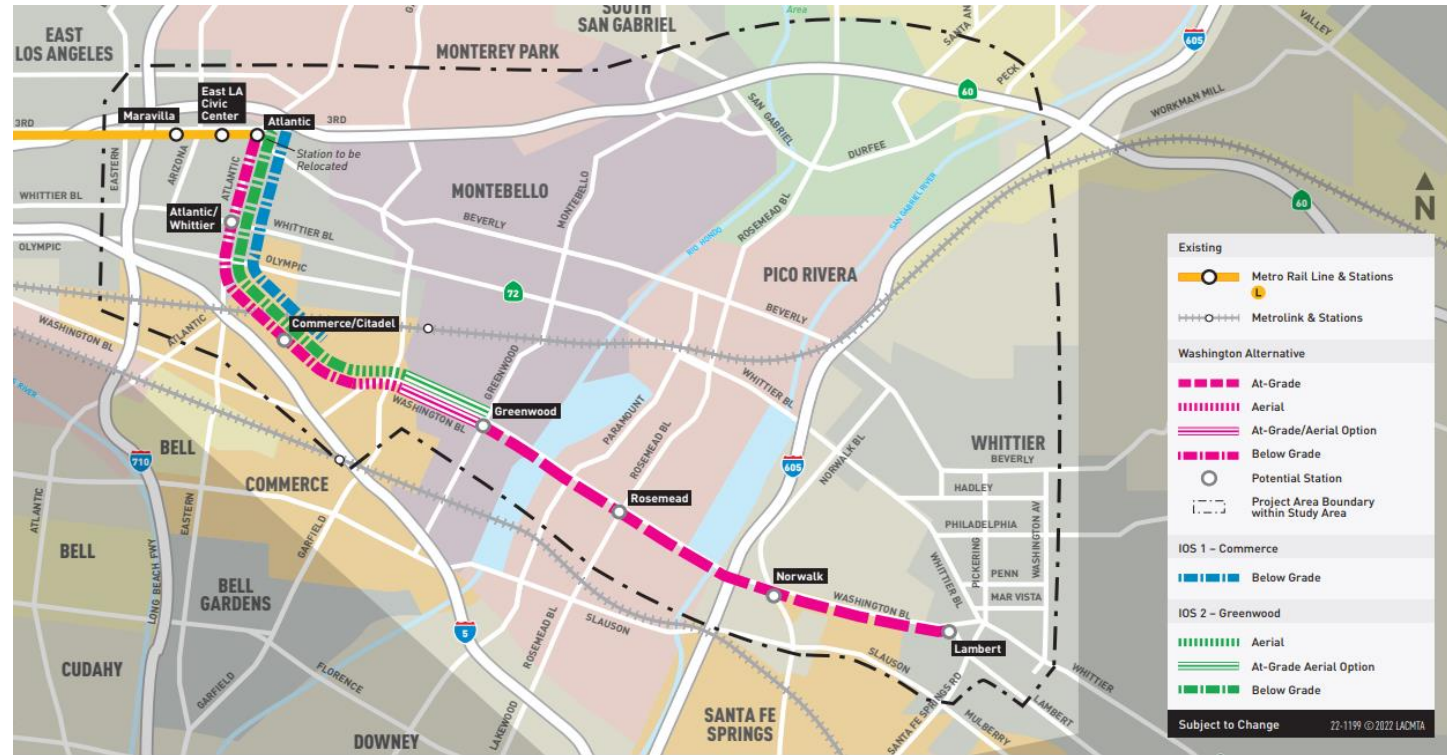 EAST
LOS ANGELES
MONTEREY PARK
SOUTH
SAN GABRIEL
Area
SANTA AN
PECK
605
VALLEY
WORKMAN MILL
60
SAN GABRIEL
DURFEE
Maravilla
East LA
Civic
Center
Atlantic
3RD
3RD
Station to be
Relocated
EASTERN
ARIZONA
ATLANTIC
MONTEBELLO
MONTEBELLO
BEVERLY
ROSEMEAD BL
SAN GABRIEL RIVER
RIO HONDO
60
N
WHITTIER BL
Atlantic/
Whittier
WHITTIER BL
OLYMPIC
OLYMPIC
72
PICO RIVERA
BEVERLY
WASHINGTON BL
ATLANTIC
Commerce/Citadel
GREENWOOD
WHITTIER BL
Greenwood
WASHINGTON BL
PARAMOUNT
ROSEMEAD BL
RIVER
BELL
710
COMMERCE
605
NORWALK BL
WHITTIER
BEVERLY
HADLEY
PHILADELPHIA
PICKERING
WASHINGTON AV
PENN
MAR VISTA
WHITTIER BL
Rosemead
ATLANTIC
EASTERN
GARFIELD
BELL
LONG BEACH FWY
BELL
GARDENS
Norwalk
WASHINGTON BL
Lambert
SLAUSON
SLAUSON
5
ROSEMEAD BL
CUDAHY
GARFIELD
FLORENCE
LAKEWOOD
DOWNEY
SANTA FE
SPRINGS
SANTA FE SPRINGS RD
MULBERRY
LAMBERT
WHITTIER
Existing
Metro Rail Line & Stations
L
Metrolink & Stations
Washington Alternative
At-Grade
Aerial
At-Grade/Aerial Option
Below Grade
Potential Station
Project Area Boundary
within Study Area
IOS 1 – Commerce
Below Grade
IOS 2 – Greenwood
Aerial
At-Grade Aerial Option
Below Grade
Subject to Change
22-1199 ©2022 LACMTA